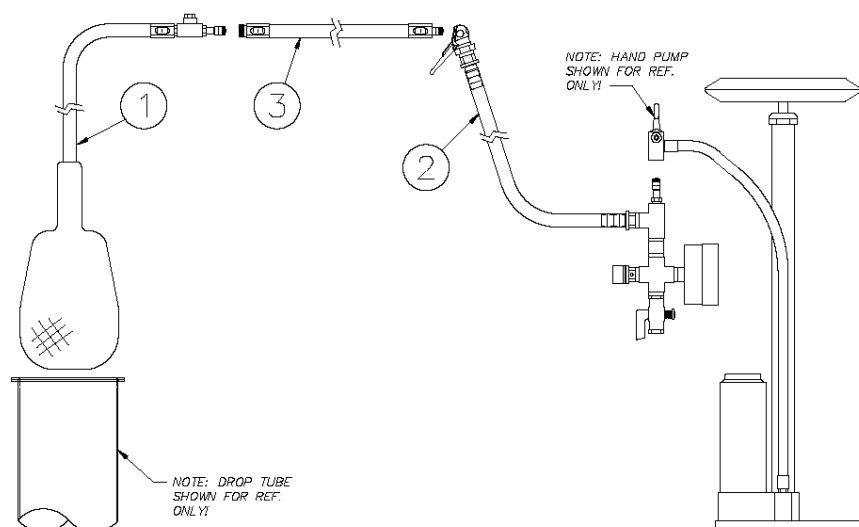 1
3
2
NOTE: HAND PUMP
SHOWN FOR REF.
ONLY!
NOTE: DROP TUBE
SHOWN FOR REF.
ONLY!